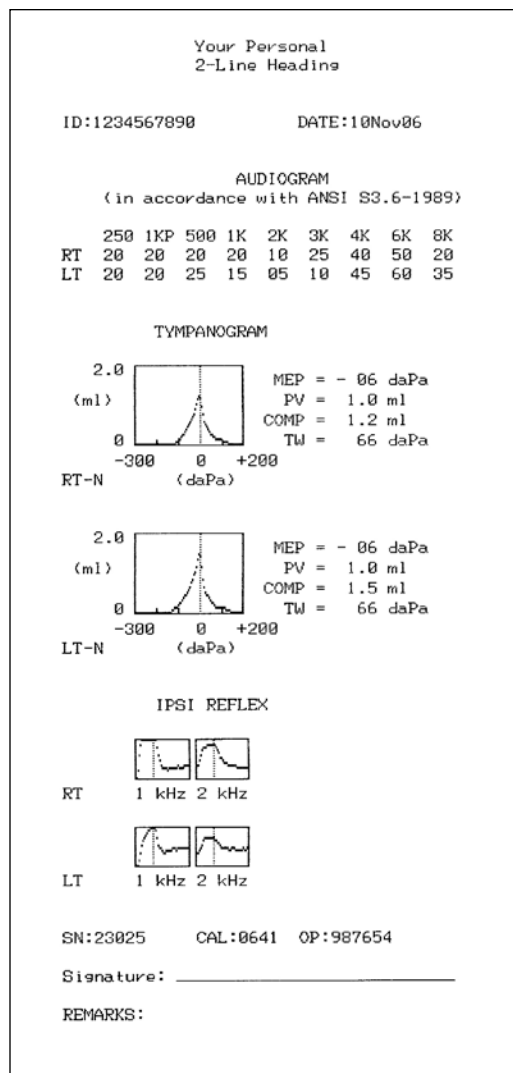 Your Personal
2-Line Heading
ID:1234567890 DATE:10Nov06
AUDIOGRAM
(in accordance with ANSI S3.6-1989)
250 1KP 500 1K 2K 3K 4K 6K 8K
RT 20 20 20 20 10 25 40 50 20
LT 20 20 25 15 05 10 45 60 35
TYMPANOGRAM
2.0
(ml)
0
-300 0 +200
RT-N (daPa)
MEP = - 06 daPa
PV = 1.0 ml
COMP = 1.2 ml
TW = 66 daPa
2.0
(ml)
0
-300 0 +200
LT-N (daPa)
MEP = - 06 daPa
PV = 1.0 ml
COMP = 1.5 ml
TW = 66 daPa
IPSI REFLEX
RT 1 kHz 2 kHz
LT 1 kHz 2 kHz
SN:23025 CAL:0641 OP:987654
Signature:
REMARKS: